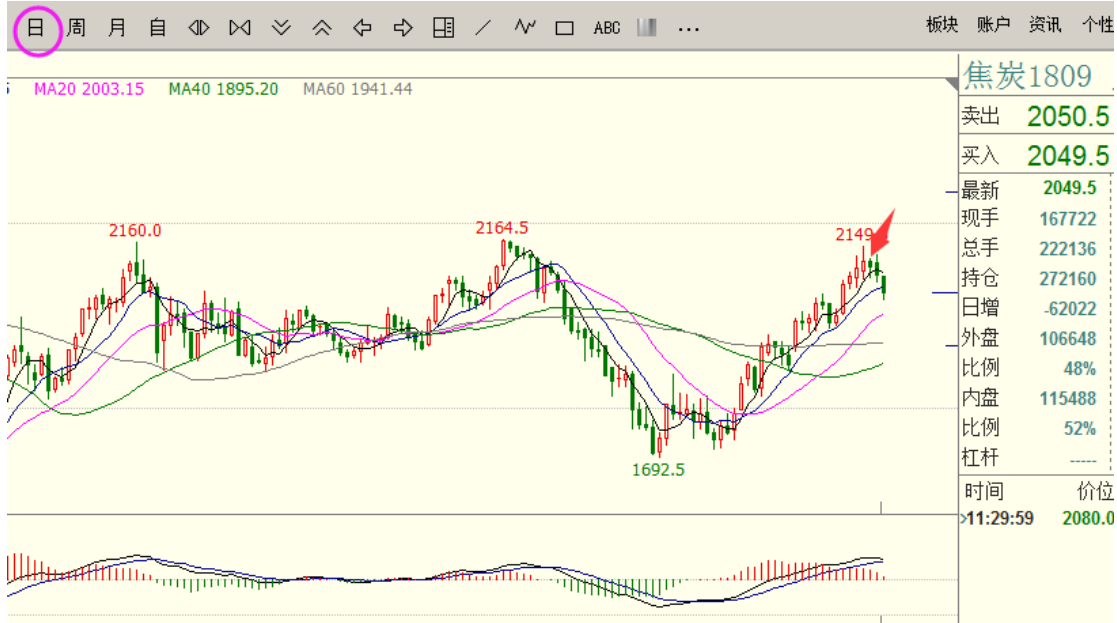 日 周 月 自 ABC ... 板块 账户 资讯 个性
MA20 2003.15 MA40 1895.20 MA60 1941.44
焦炭1809
卖出 2050.5
买入 2049.5
最新 2049.5
现手 167722
总手 222136
持仓 272160
日增 -62022
外盘 106648
比例 48%
内盘 115488
比例 52%
杠杆 -----
时间 价位
>11:29:59 2080.0
2160.0
2164.5
2149
1692.5